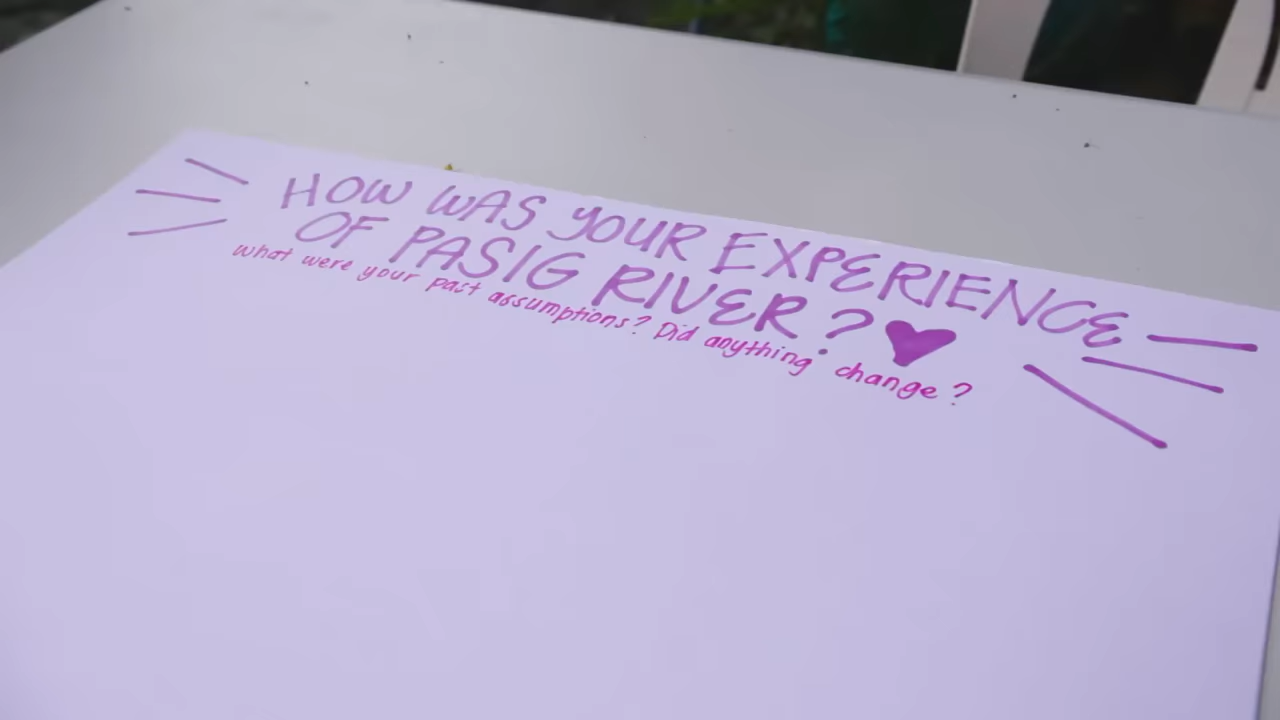 HOW WAS YOUR EXPERIENCE
OF PASIG RIVER?
What were your past assumptions? Did anything change?